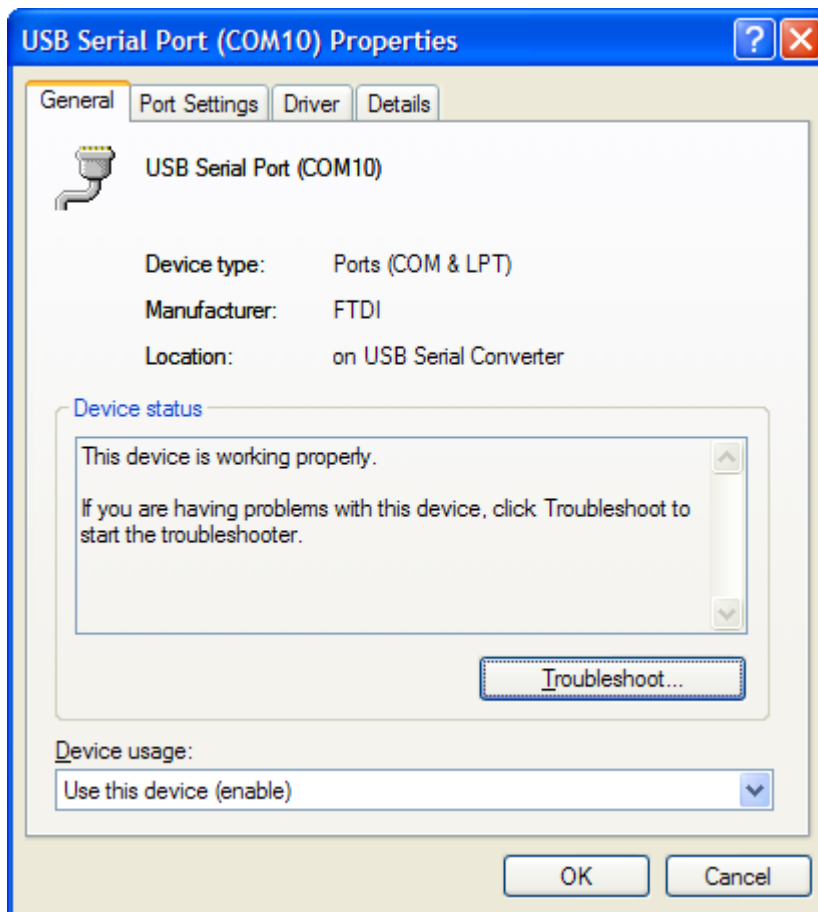 USB Serial Port (COM10) Properties
General Port Settings Driver Details
USB Serial Port (COM10)
Device type: Ports (COM & LPT)
Manufacturer: FTDI
Location: on USB Serial Converter
Device status
This device is working properly.
If you are having problems with this device, click Troubleshoot to
start the troubleshooter.
Troubleshoot...
Device usage:
Use this device (enable)
OK Cancel